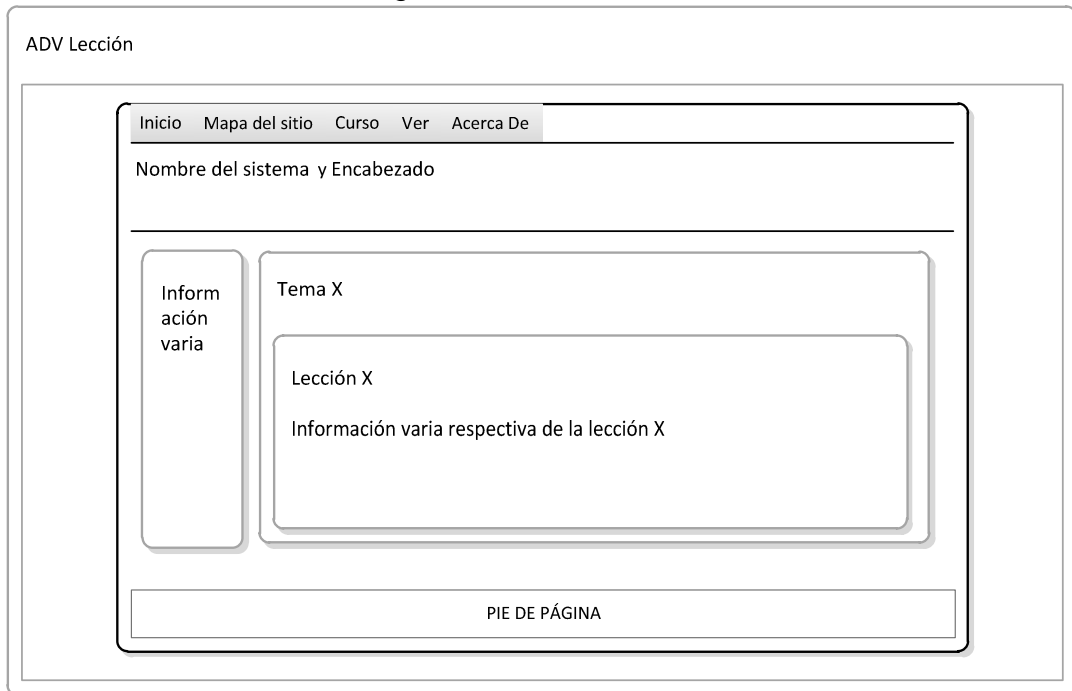 ADV Lección
Inicio Mapa del sitio Curso Ver Acerca De
Nombre del sistema y Encabezado
Inform
ación
varia
Tema X
Lección X
Información varia respectiva de la lección X
PIE DE PÁGINA